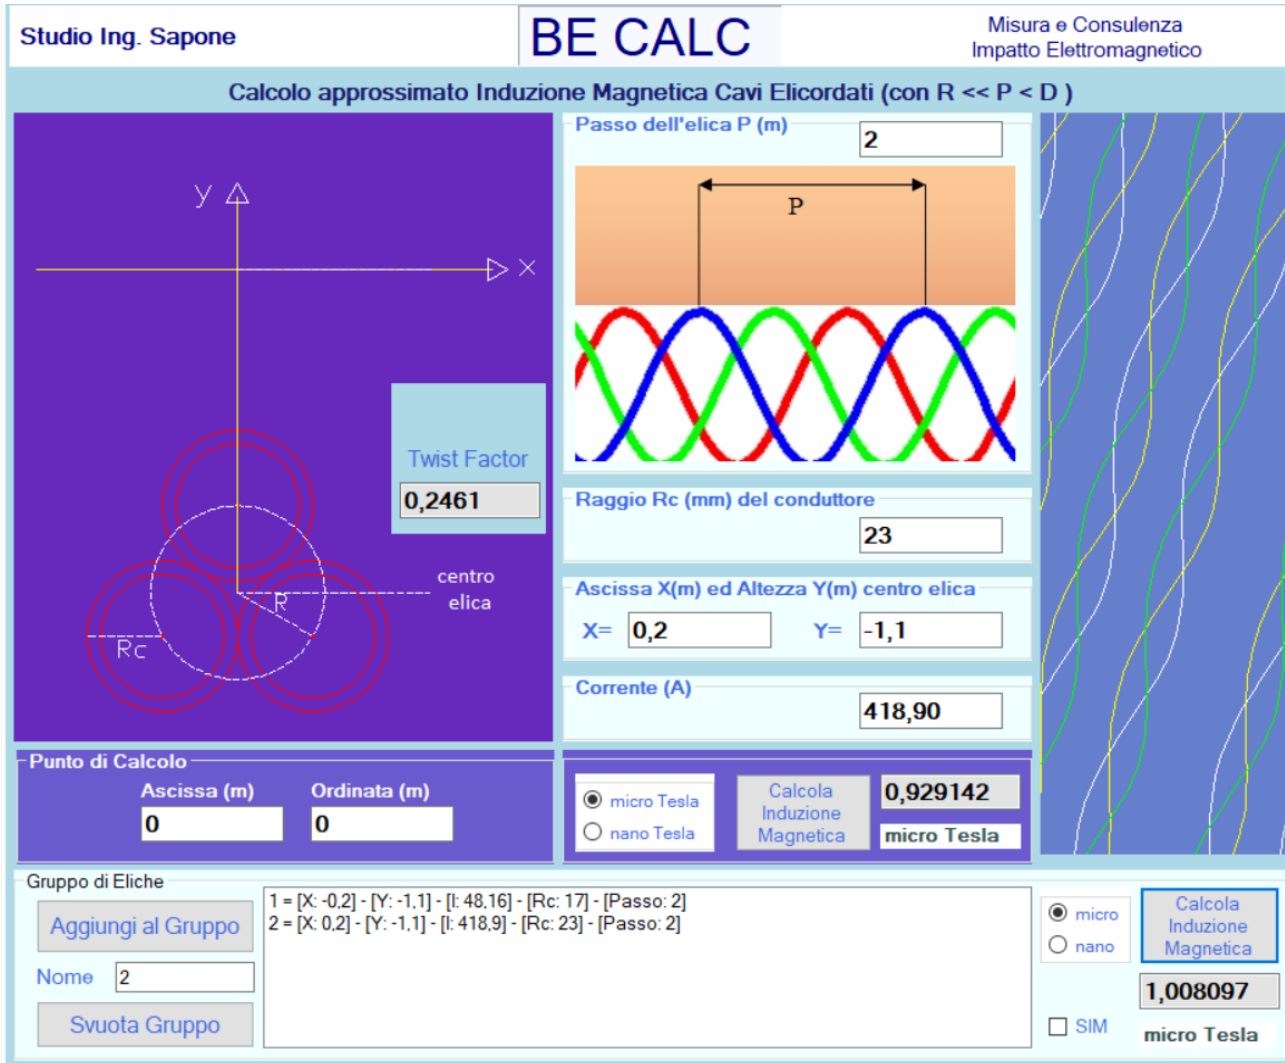 Studio Ing. Sapone
BE CALC
Misura e Consulenza
Impatto Elettromagnetico
Calcolo approssimato Induzione Magnetica Cavi Elicordati (con R << P < D )
y
x
Twist Factor
0,2461
centro
elica
R
Rc
Passo dell'elica P (m)
2
P
Raggio Rc (mm) del conduttore
23
Ascissa X(m) ed Altezza Y(m) centro elica
X= 0,2 Y= -1,1
Corrente (A)
418,90
Punto di Calcolo
Ascissa (m) Ordinata (m)
0 0
micro Tesla
nano Tesla
Calcola
Induzione
Magnetica
0,929142
micro Tesla
Gruppo di Eliche
Aggiungi al Gruppo
Nome 2
Svuota Gruppo
1 = [X: -0,2] - [Y: -1,1] - [I: 48,16] - [Rc: 17] - [Passo: 2]
2 = [X: 0,2] - [Y: -1,1] - [I: 418,9] - [Rc: 23] - [Passo: 2]
micro
nano
Calcola
Induzione
Magnetica
1,008097
SIM
micro Tesla